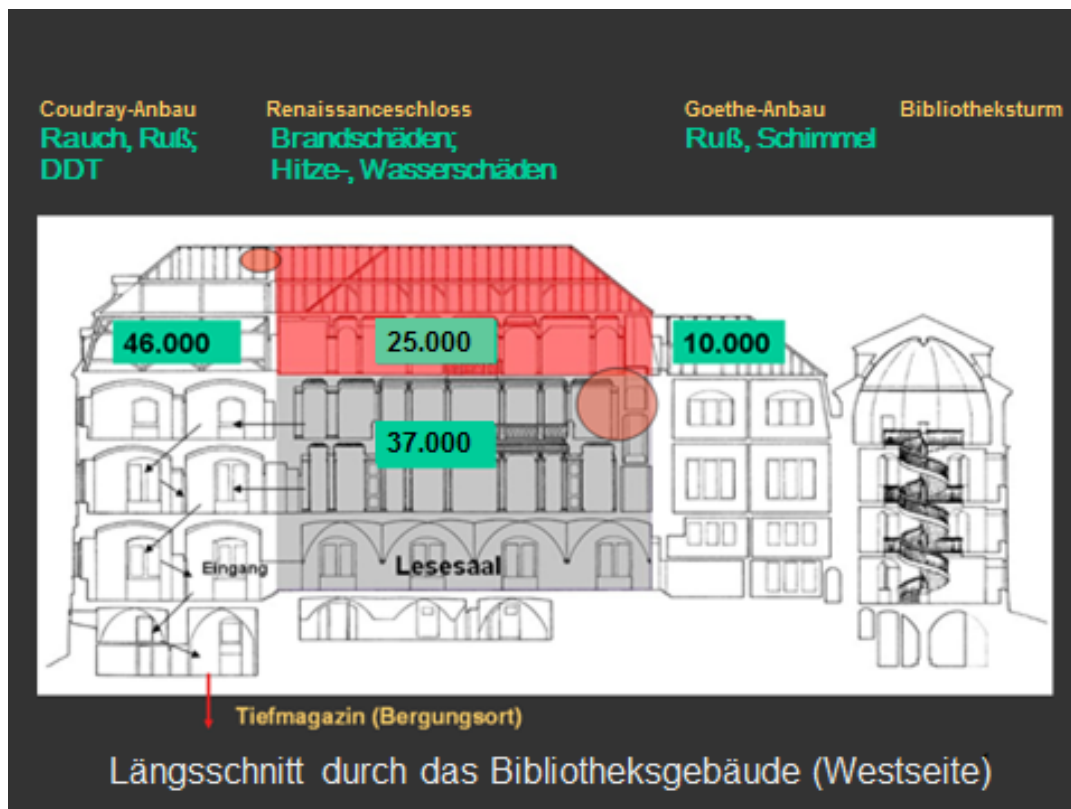 Coudray-Anbau
Rauch, Ruß;
DDT
Renaissanceschloss
Brandschäden;
Hitze-, Wasserschäden
Goethe-Anbau
Ruß, Schimmel
Bibliotheksturm
46.000
25.000
10.000
37.000
Eingang
Lesesaal
Tiefmagazin (Bergungsort)
Längsschnitt durch das Bibliotheksgebäude (Westseite)